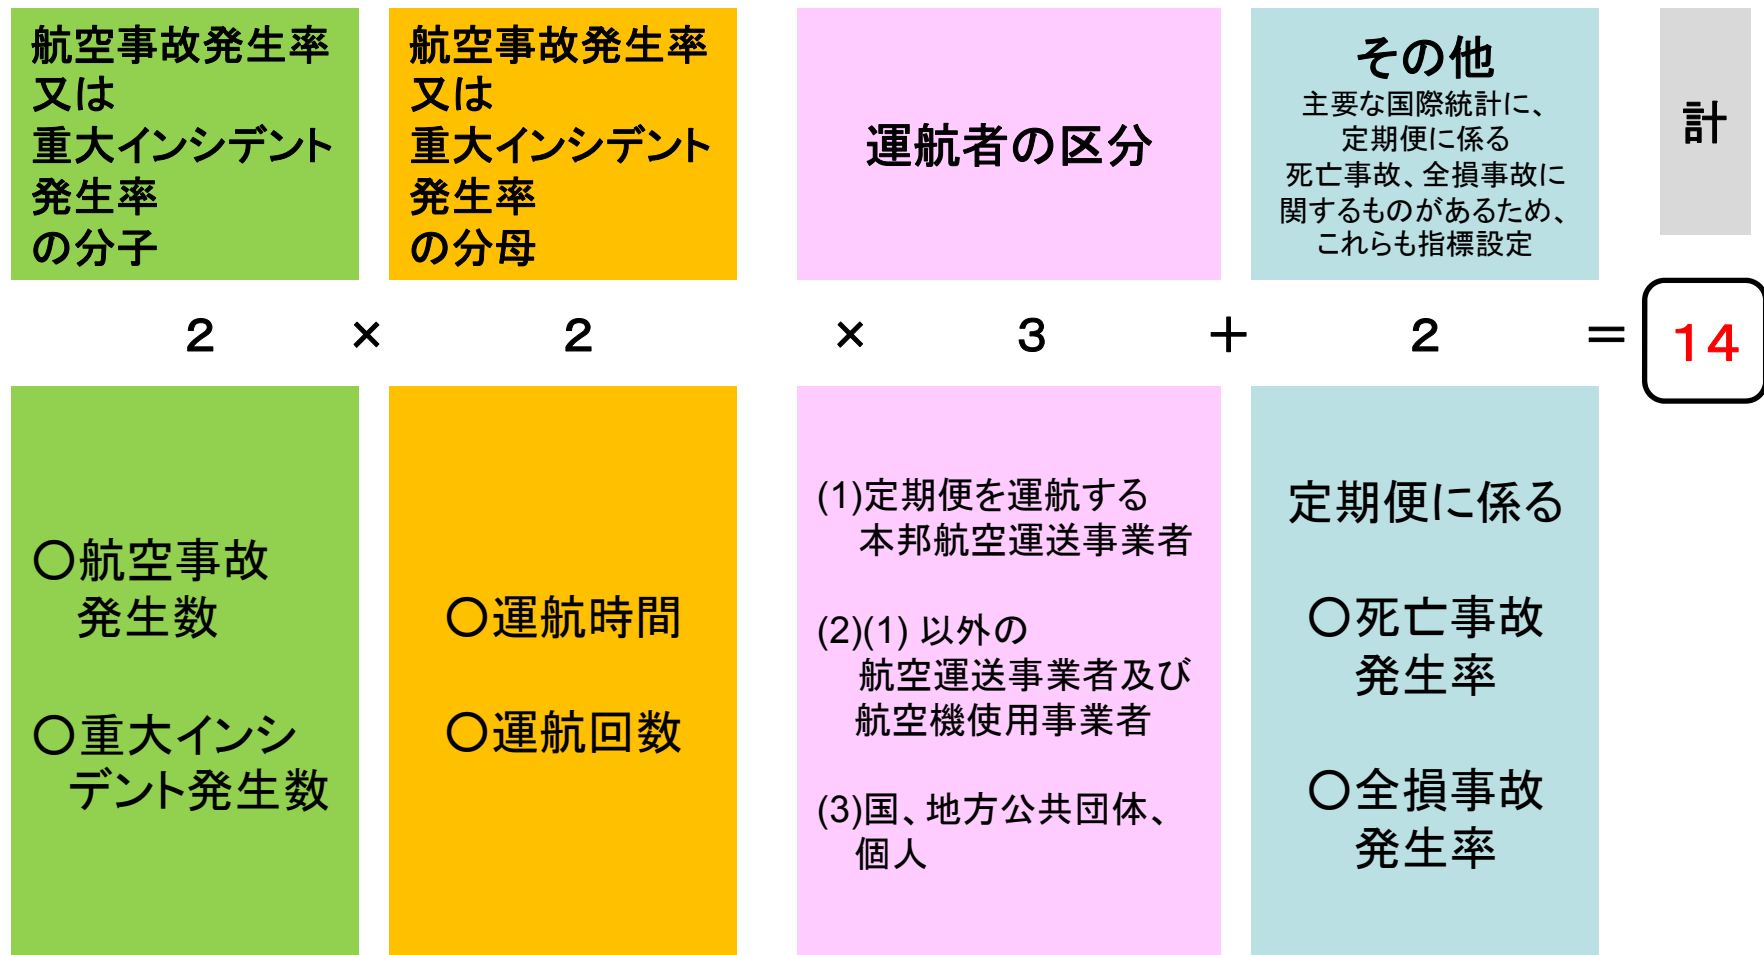 航空事故発生率
又は
重大インシデント
発生率
の分子
航空事故発生率
又は
重大インシデント
発生率
の分母
運航者の区分
その他
主要な国際統計に、
定期便に係る
死亡事故、全損事故に
関するものがあるため、
これらも指標設定
計
２ × ２ × ３ ＋ ２ ＝ １４
〇航空事故
発生数
〇重大インシ
デント発生数
〇運航時間
〇運航回数
(1)定期便を運航する
本邦航空運送事業者
(2)(1) 以外の
航空運送事業者及び
航空機使用事業者
(3)国、地方公共団体、
個人
定期便に係る
〇死亡事故
発生率
〇全損事故
発生率